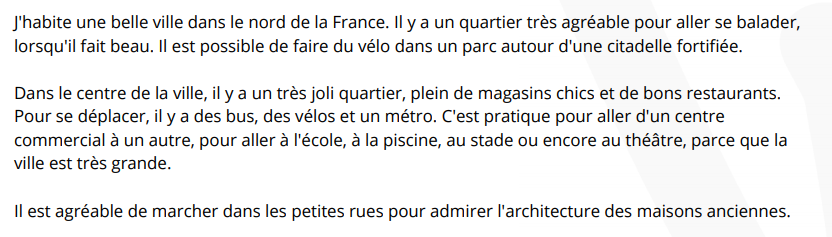 J'habite une belle ville dans le nord de la France. Il y a un quartier très agréable pour aller se balader,
lorsqu'il fait beau. Il est possible de faire du vélo dans un parc autour d'une citadelle fortifiée.
Dans le centre de la ville, il y a un très joli quartier, plein de magasins chics et de bons restaurants.
Pour se déplacer, il y a des bus, des vélos et un métro. C'est pratique pour aller d'un centre
commercial à un autre, pour aller à l'école, à la piscine, au stade ou encore au théâtre, parce que la
ville est très grande.
Il est agréable de marcher dans les petites rues pour admirer l'architecture des maisons anciennes.